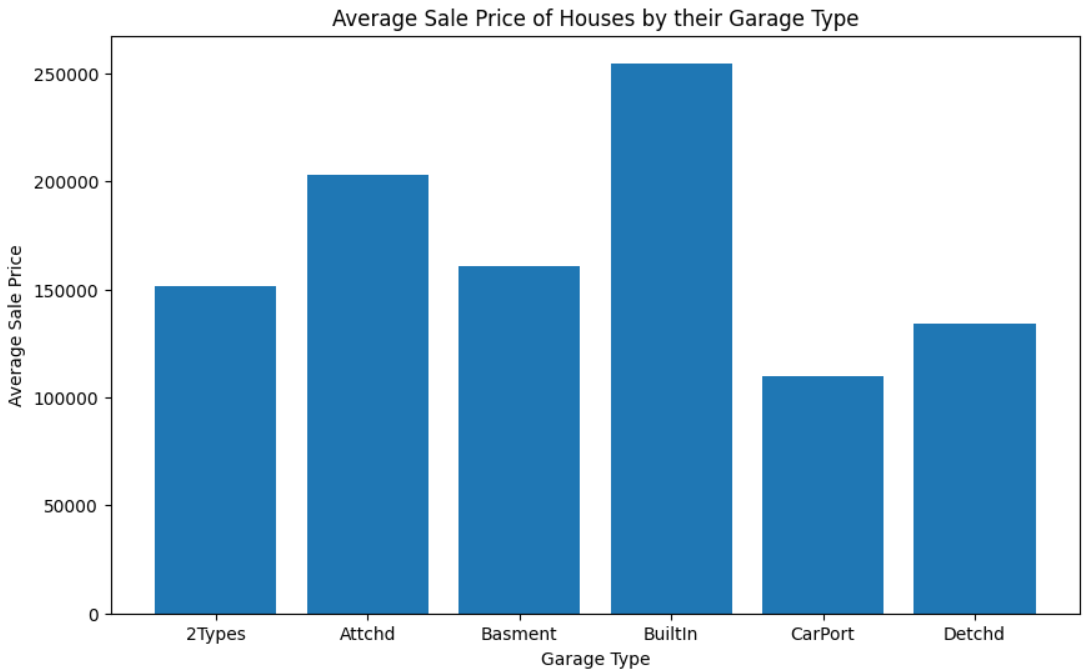 Average Sale Price of Houses by their Garage Type
Average Sale Price
250000
200000
150000
100000
50000
0
2Types
Attchd
Basment
BuiltIn
CarPort
Detchd
Garage Type